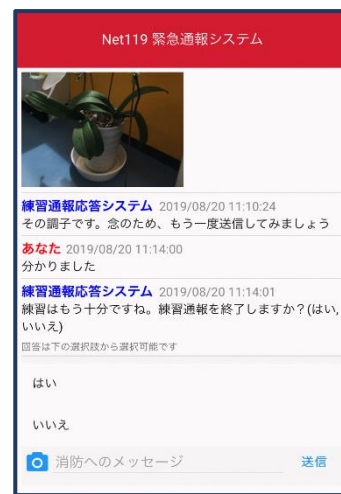 Net119 緊急通報システム
練習通報応答システム 2019/08/20 11:10:24
その調子です。念のため、もう一度送信してみましょう
あなた 2019/08/20 11:14:00
分かりました
練習通報応答システム 2019/08/20 11:14:01
練習はもう十分ですね。練習通報を終了しますか？(はい,
いいえ)
回答は下の選択肢から選択可能です
はい
いいえ
消防へのメッセージ 送信